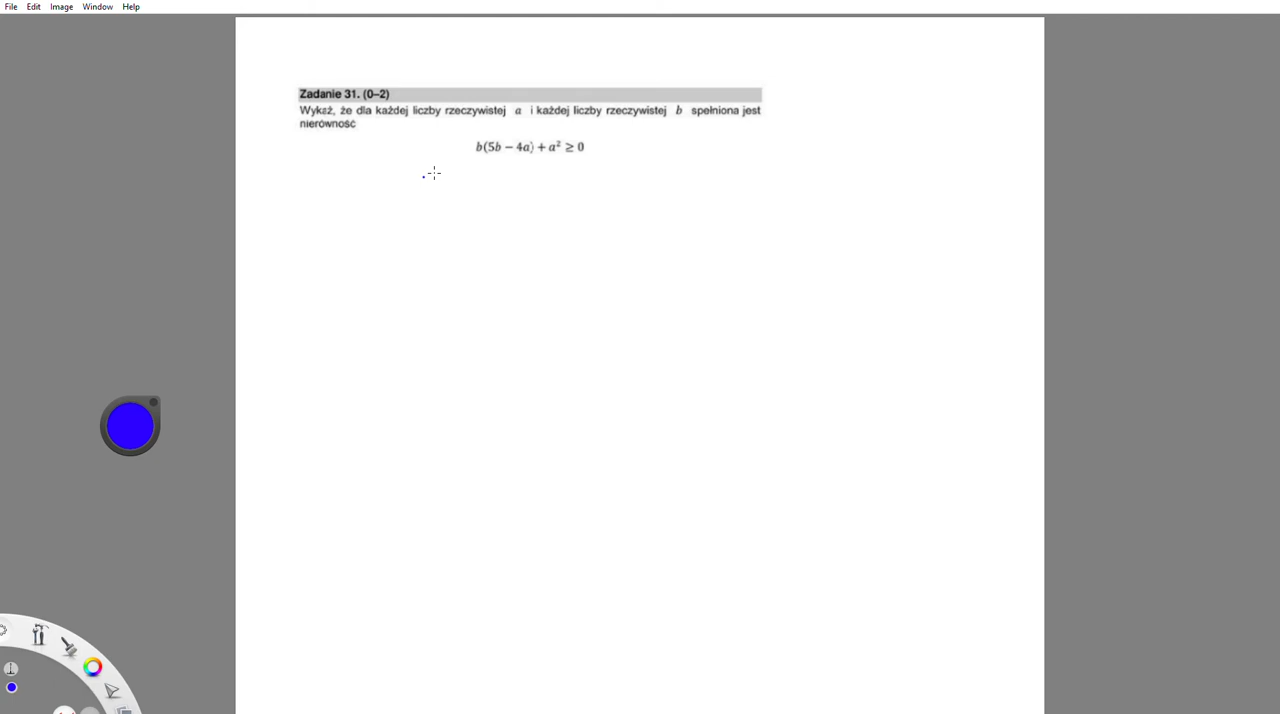 File Edit Image Window Help
Zadanie 31. (0–2)
Wykaż, że dla każdej liczby rzeczywistej a i każdej liczby rzeczywistej b spełniona jest
nierówność
b(5b − 4a) + a² ≥ 0